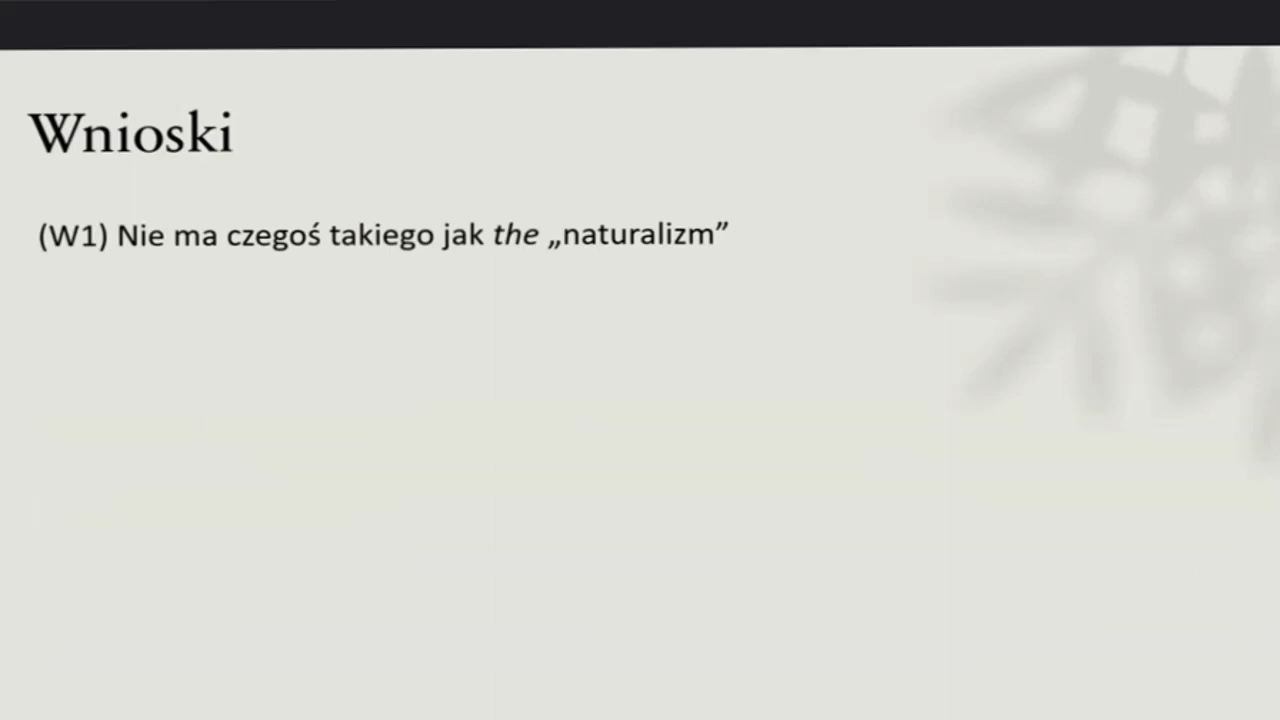 Wnioski
(W1) Nie ma czegoś takiego jak the „naturalizm”